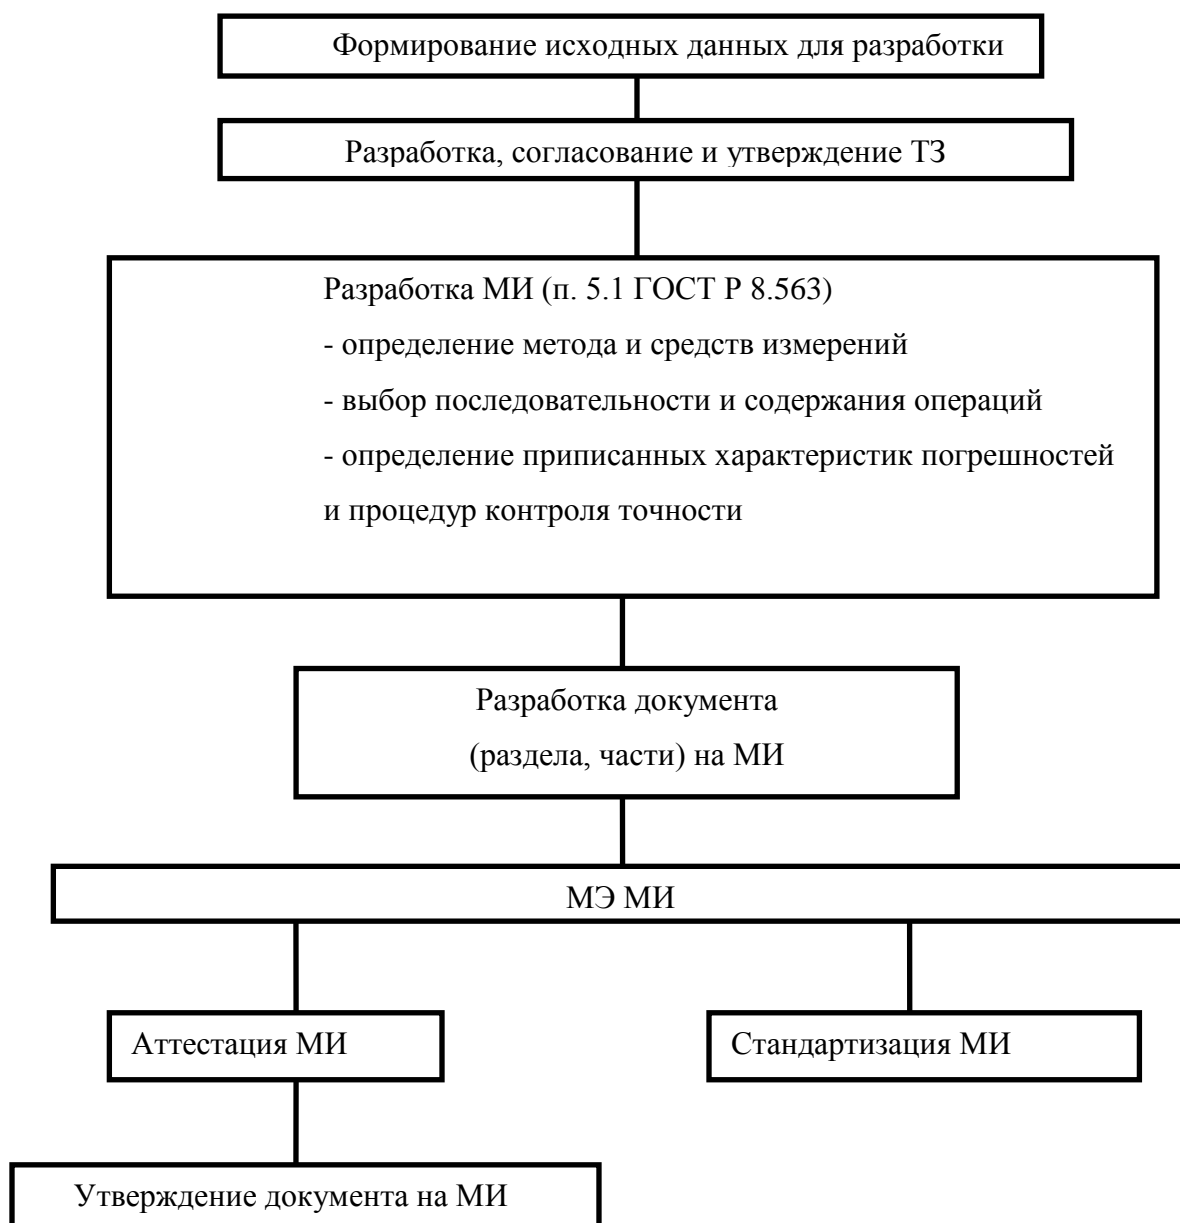 Формирование исходных данных для разработки
Разработка, согласование и утверждение ТЗ
Разработка МИ (п. 5.1 ГОСТ Р 8.563)
- определение метода и средств измерений
- выбор последовательности и содержания операций
- определение приписанных характеристик погрешностей
и процедур контроля точности
Разработка документа
(раздела, части) на МИ
МЭ МИ
Аттестация МИ
Стандартизация МИ
Утверждение документа на МИ